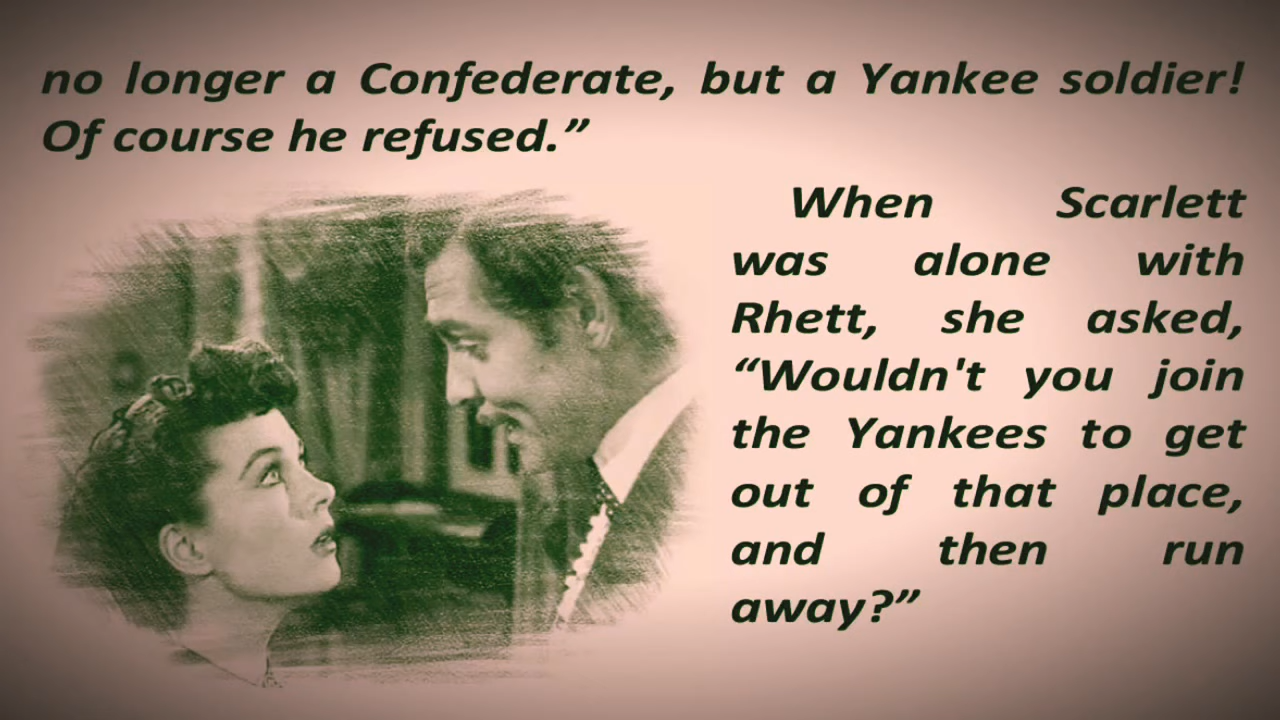 no longer a Confederate, but a Yankee soldier!
Of course he refused.”
When Scarlett
was alone with
Rhett, she asked,
“Wouldn't you join
the Yankees to get
out of that place,
and then run
away?”